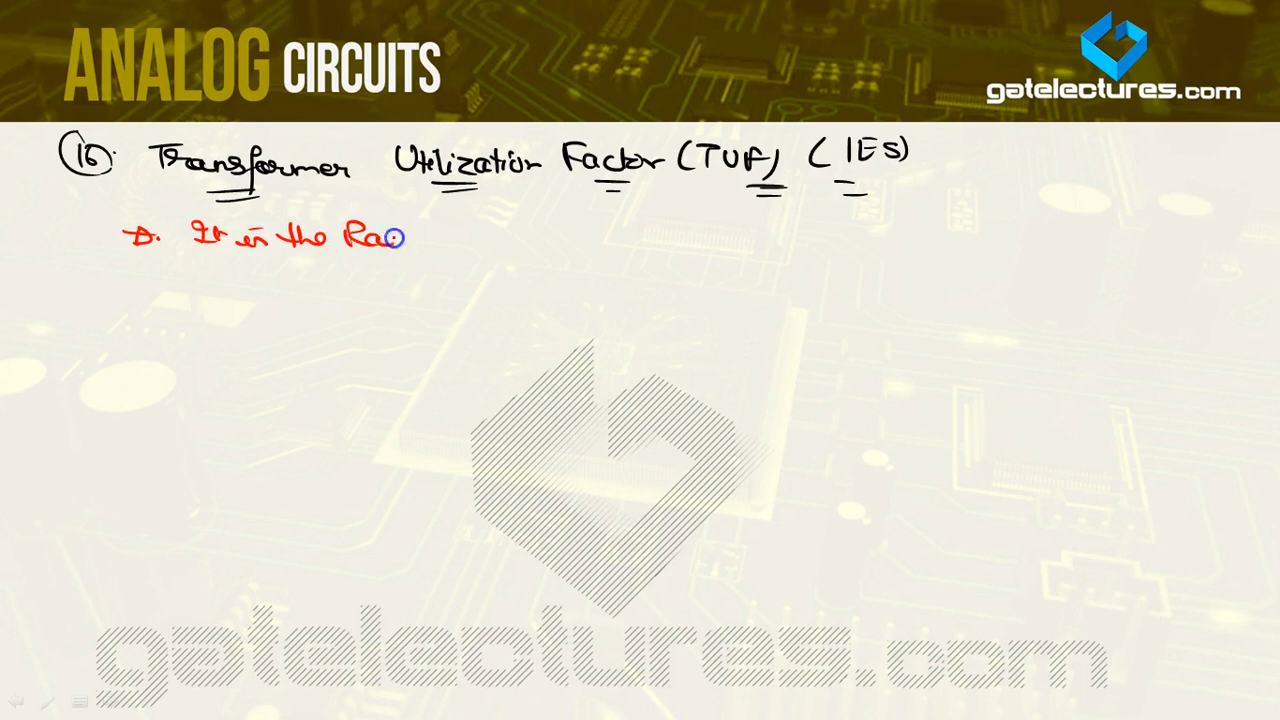 ANALOG CIRCUITS
gatelectures.com
16. Transformer Utilization Factor (TUF) (IES)
It is the Ra
gatelectures.com